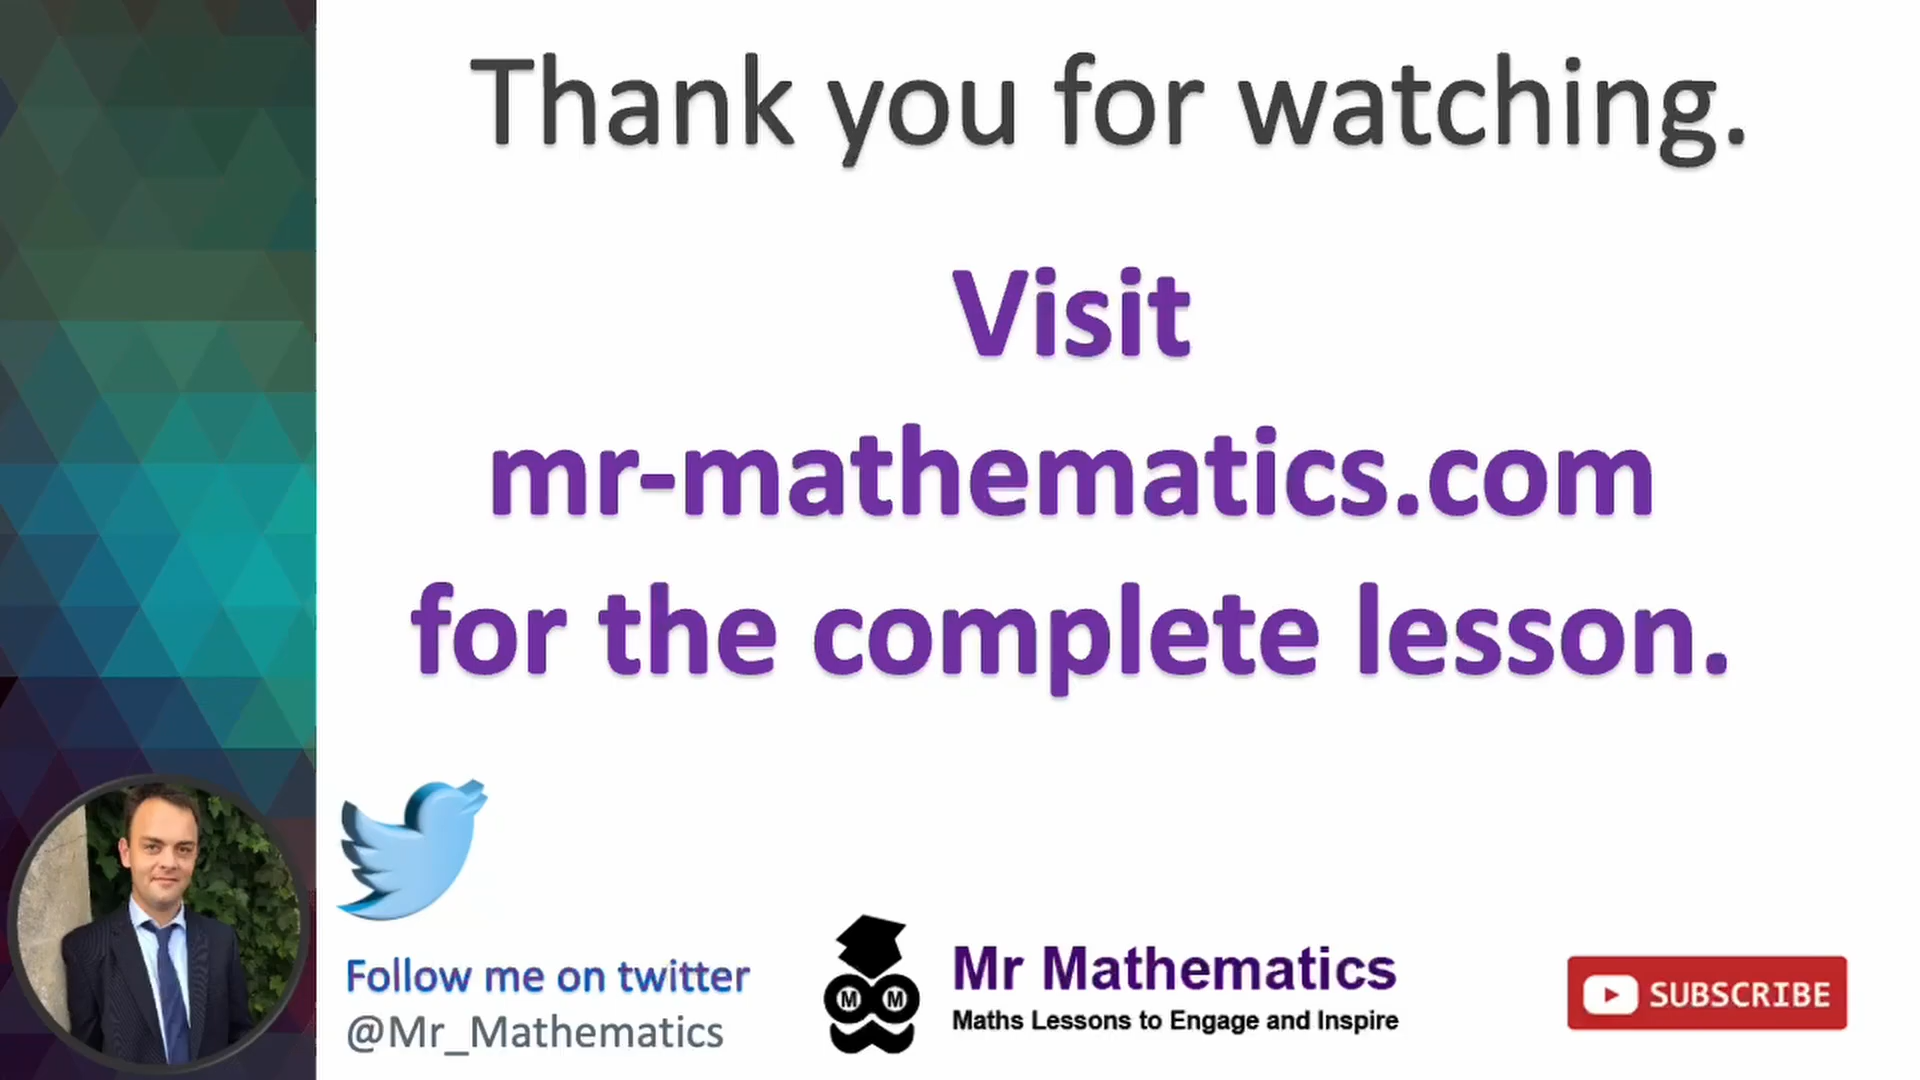 Thank you for watching.
Visit
mr-mathematics.com
for the complete lesson.
Follow me on twitter
@Mr_Mathematics
M M
Mr Mathematics
Maths Lessons to Engage and Inspire
SUBSCRIBE